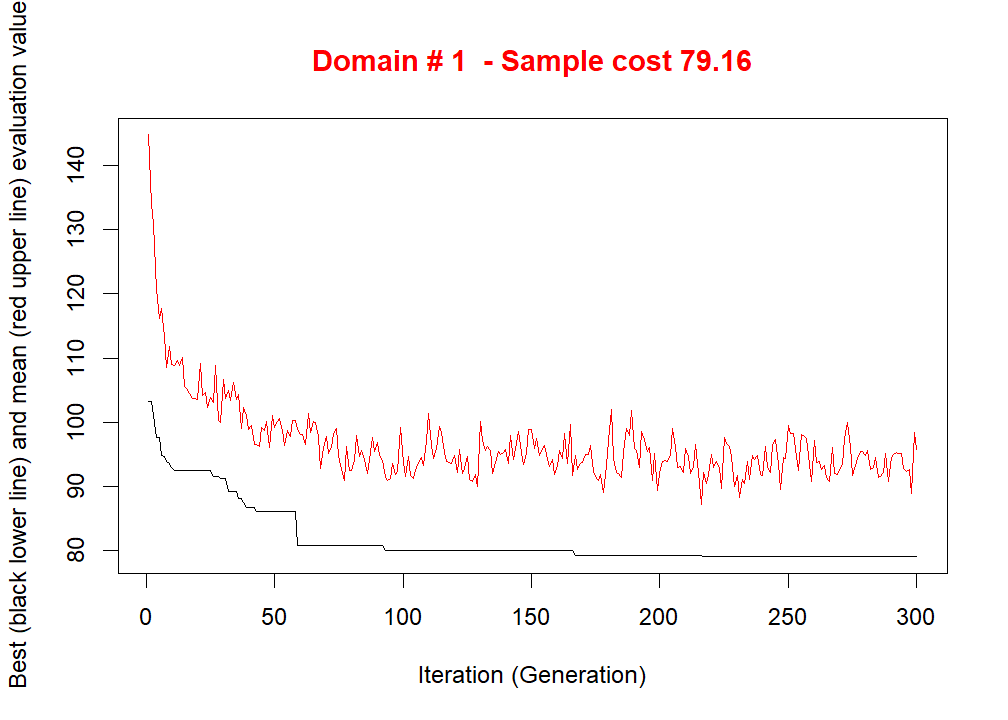 Domain # 1  - Sample cost 79.16
Best (black lower line) and mean (red upper line) evaluation value
140
130
120
110
100
90
80
0 50 100 150 200 250 300
Iteration (Generation)